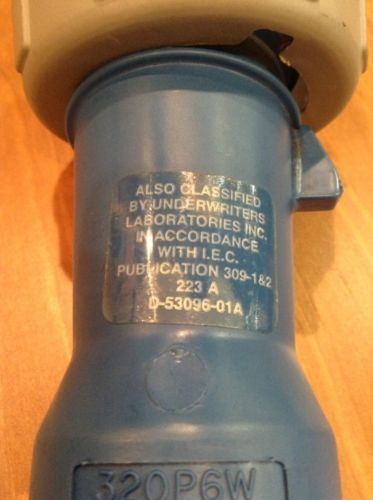 ALSO CLASSIFIED
BY UNDERWRITERS
LABORATORIES INC.
IN ACCORDANCE
WITH I.E.C.
PUBLICATION 309-1&2
223 A
D-53096-01A
320P6W